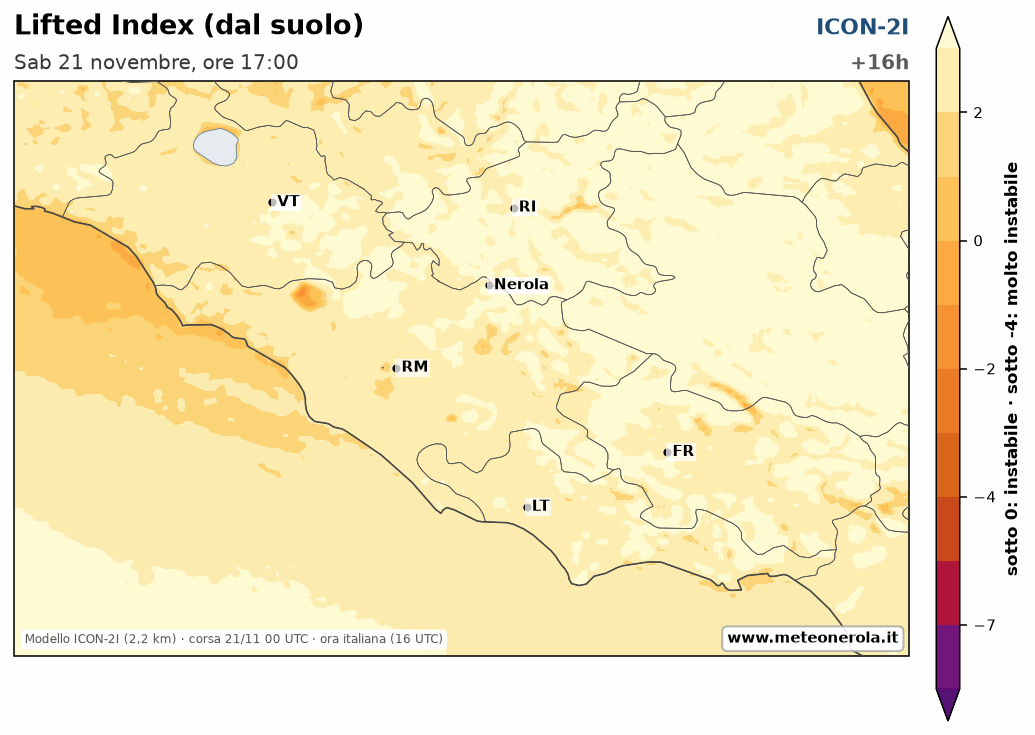 Lifted Index (dal suolo)
ICON-2I
Sab 21 novembre, ore 17:00
+16h
VT
RI
Nerola
RM
FR
LT
Modello ICON-2I (2,2 km) · corsa 21/11 00 UTC · ora italiana (16 UTC)
www.meteonerola.it
2
0
−2
−4
−7
sotto 0: instabile · sotto -4: molto instabile